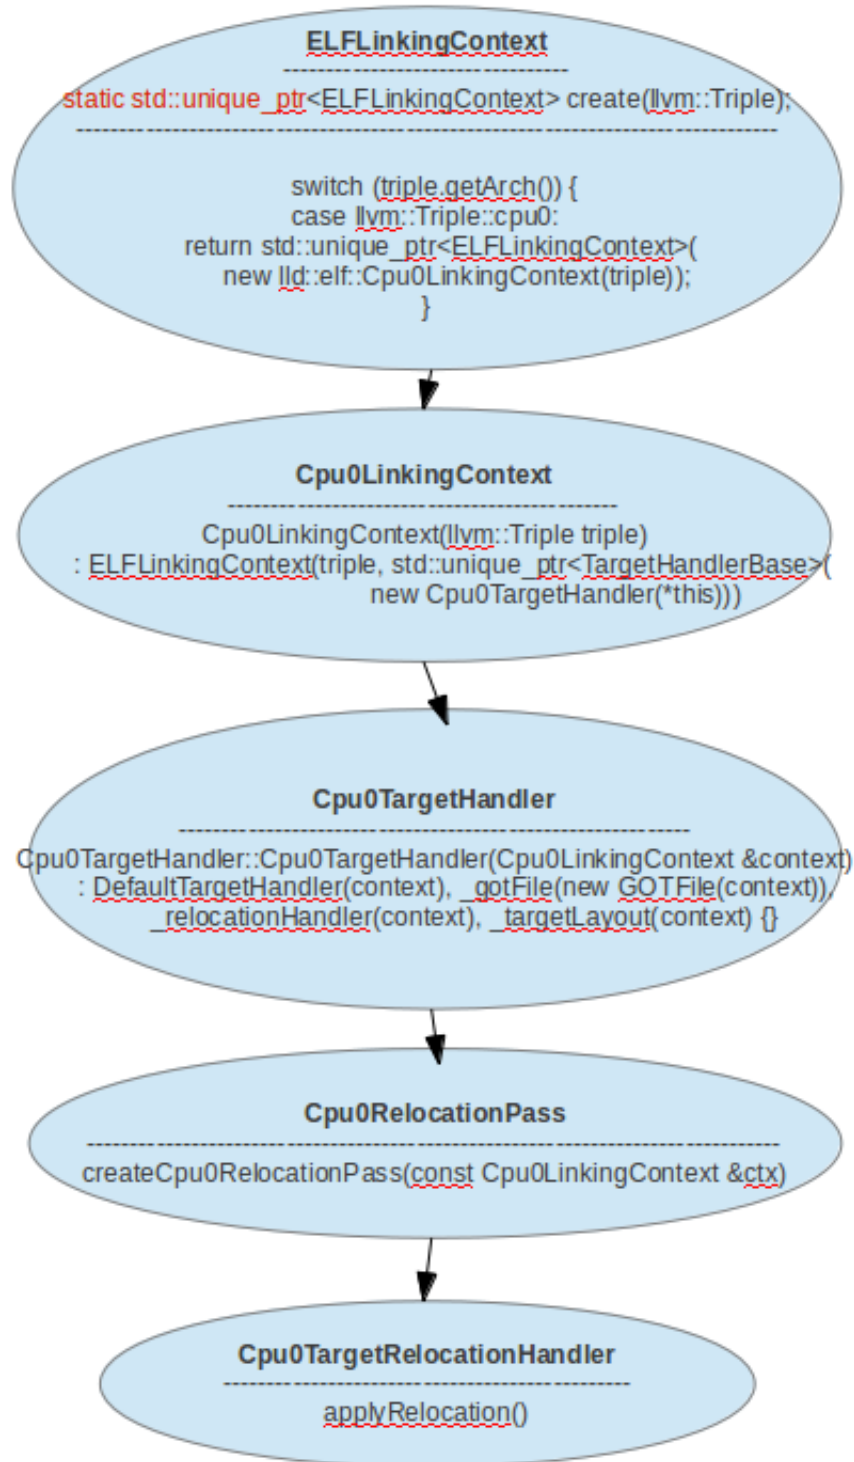 ELFLinkingContext
---------------------------------
static std::unique_ptr<ELFLinkingContext> create(llvm::Triple);
---------------------------------------------------------------------------------
switch (triple.getArch()) {
case llvm::Triple::cpu0:
return std::unique_ptr<ELFLinkingContext>(
new lld::elf::Cpu0LinkingContext(triple));
}
Cpu0LinkingContext
---------------------------------------------
Cpu0LinkingContext(llvm::Triple triple)
: ELFLinkingContext(triple, std::unique_ptr<TargetHandlerBase>(
new Cpu0TargetHandler(*this)))
Cpu0TargetHandler
-----------------------------------------------------------
Cpu0TargetHandler::Cpu0TargetHandler(Cpu0LinkingContext &context)
: DefaultTargetHandler(context), _gotFile(new GOTFile(context)),
_relocationHandler(context), _targetLayout(context) {}
Cpu0RelocationPass
--------------------------------------------------------------------------------
createCpu0RelocationPass(const Cpu0LinkingContext &ctx)
Cpu0TargetRelocationHandler
-----------------------------------------------
applyRelocation()